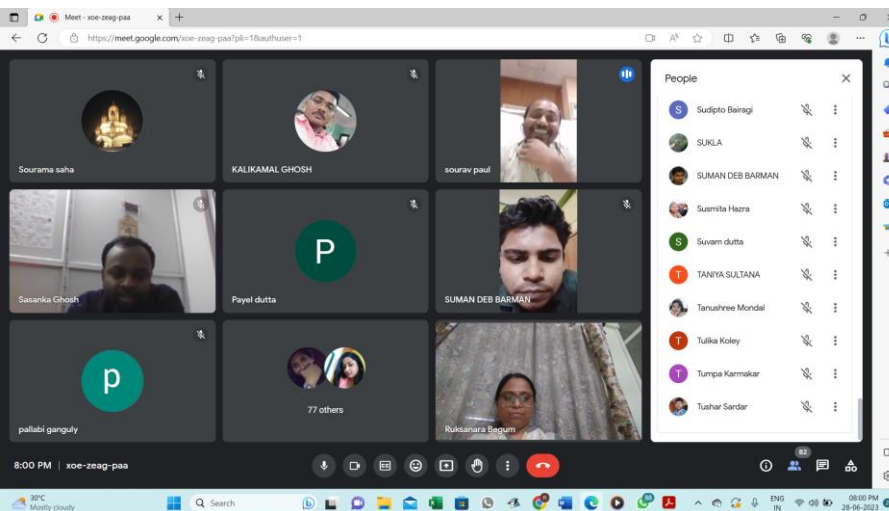 Meet - xoe-zeag-paa
https://meet.google.com/xoe-zeag-paa?pli=1&authuser=1
Sourama saha
KALIKAMAL GHOSH
sourav paul
Sasanka Ghosh
P
Payel dutta
SUMAN DEB BARMAN
p
pallabi ganguly
77 others
Ruksanara Begum
People
S
Sudipto Bairagi
SUKLA
SUMAN DEB BARMAN
Susmita Hazra
S
Suvam dutta
T
TANIYA SULTANA
Tanushree Mondal
T
Tulika Koley
T
Tumpa Karmakar
Tushar Sardar
8:00 PM | xoe-zeag-paa
82
30°C
Mostly cloudy
Search
ENG
IN
08:00 PM
28-06-2023